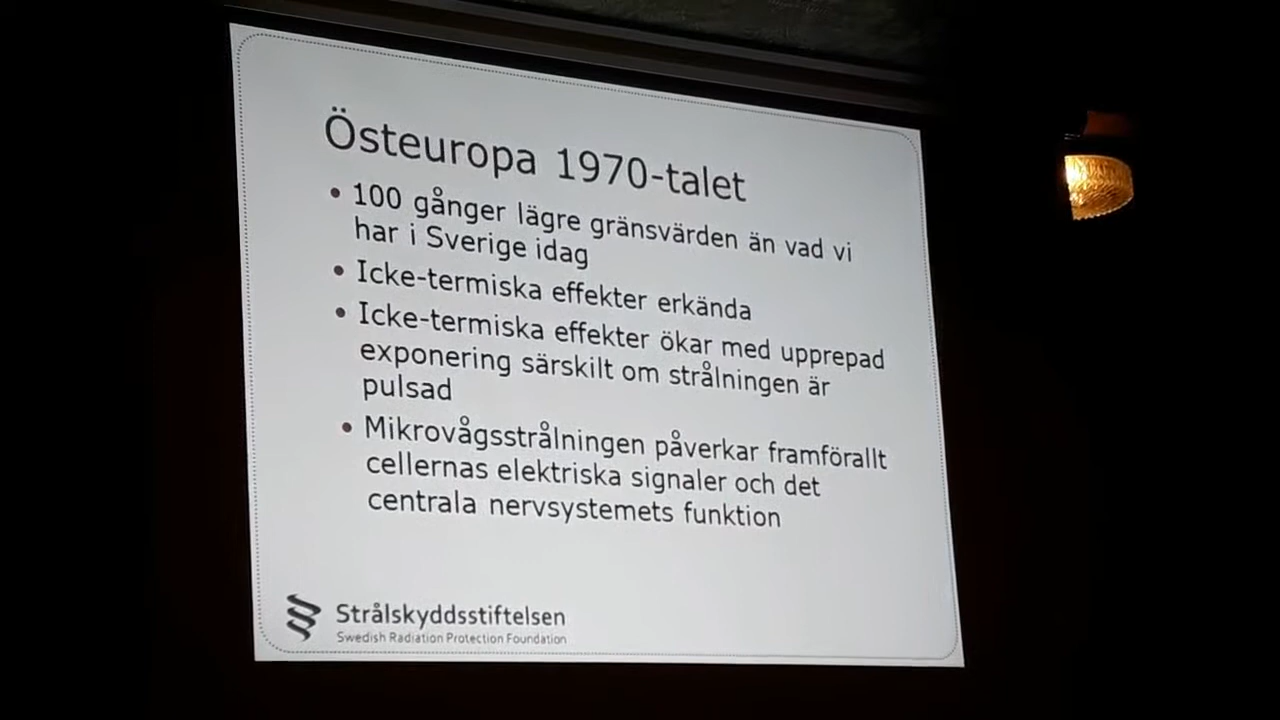 Östeuropa 1970-talet
• 100 gånger lägre gränsvärden än vad vi
har i Sverige idag
• Icke-termiska effekter erkända
• Icke-termiska effekter ökar med upprepad
exponering särskilt om strålningen är
pulsad
• Mikrovågsstrålningen påverkar framförallt
cellernas elektriska signaler och det
centrala nervsystemets funktion
Strålskyddsstiftelsen
Swedish Radiation Protection Foundation